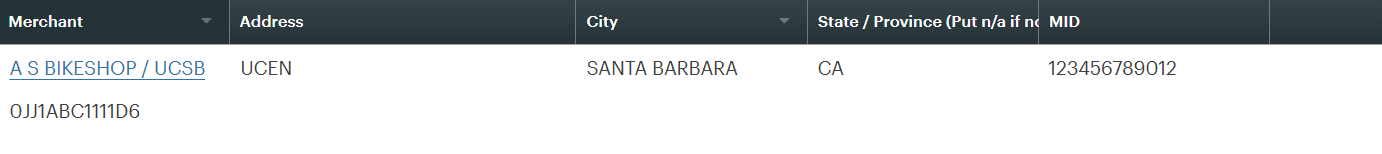 Merchant Address City State / Province (Put n/a if no MID
A S BIKESHOP / UCSB UCEN SANTA BARBARA CA 123456789012
0JJ1ABC1111D6